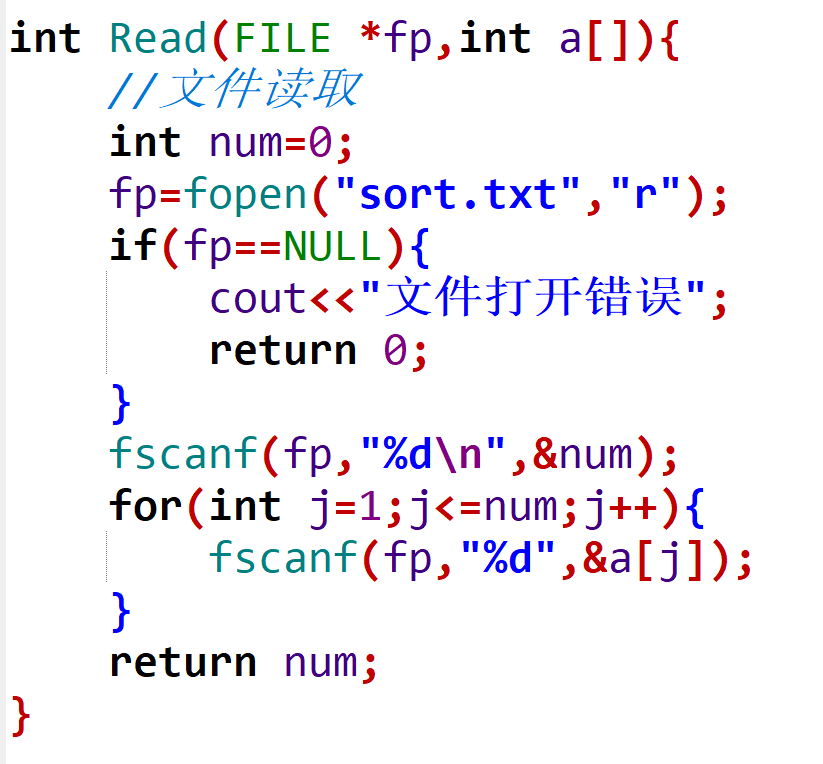 int Read(FILE *fp,int a[]){
//文件读取
int num=0;
fp=fopen("sort.txt","r");
if(fp==NULL){
cout<<"文件打开错误";
return 0;
}
fscanf(fp,"%d\n",&num);
for(int j=1;j<=num;j++){
fscanf(fp,"%d",&a[j]);
}
return num;
}